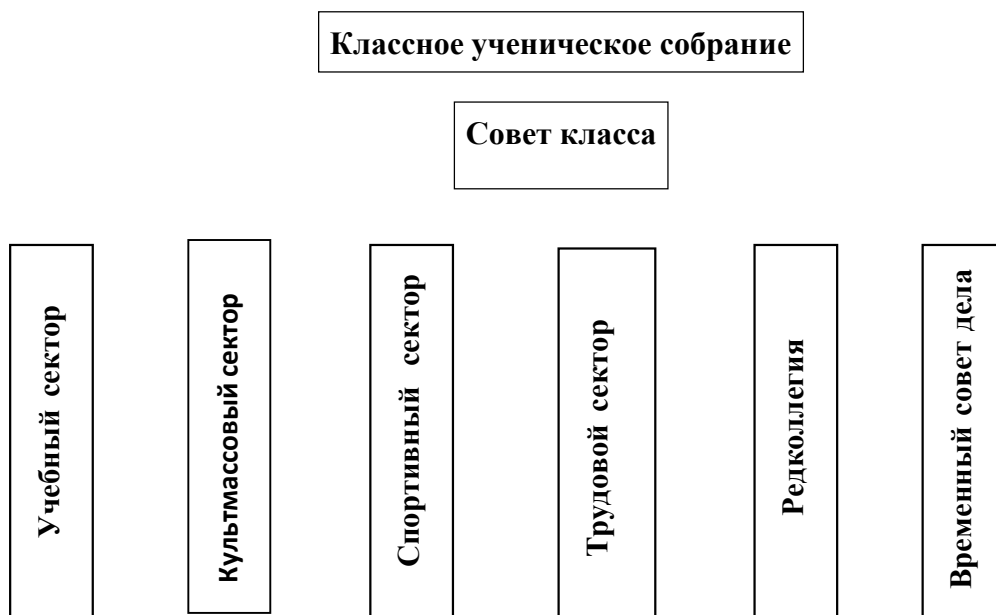 Классное ученическое собрание
Совет класса
Учебный сектор
Культмассовый сектор
Спортивный сектор
Трудовой сектор
Редколлегия
Временный совет дела